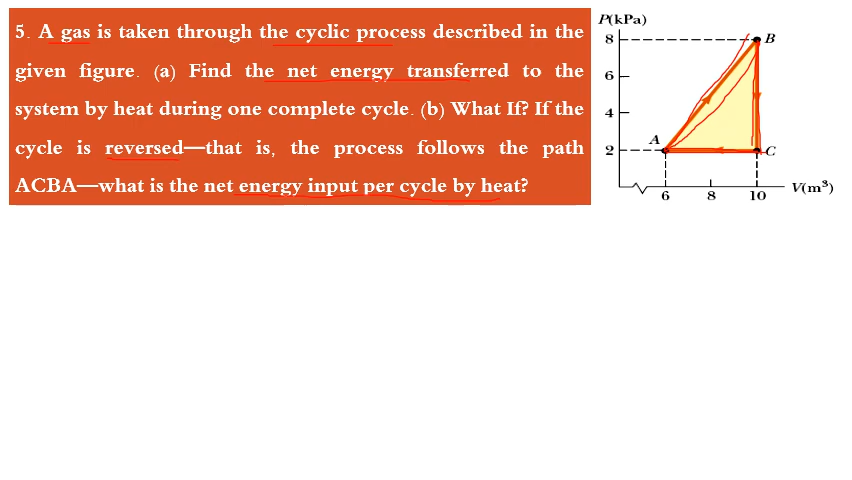 5. A gas is taken through the cyclic process described in the
given figure. (a) Find the net energy transferred to the
system by heat during one complete cycle. (b) What If? If the
cycle is reversed—that is, the process follows the path
ACBA—what is the net energy input per cycle by heat?
P(kPa)
8
B
6
4
A
2
C
6
8
10
V(m³)